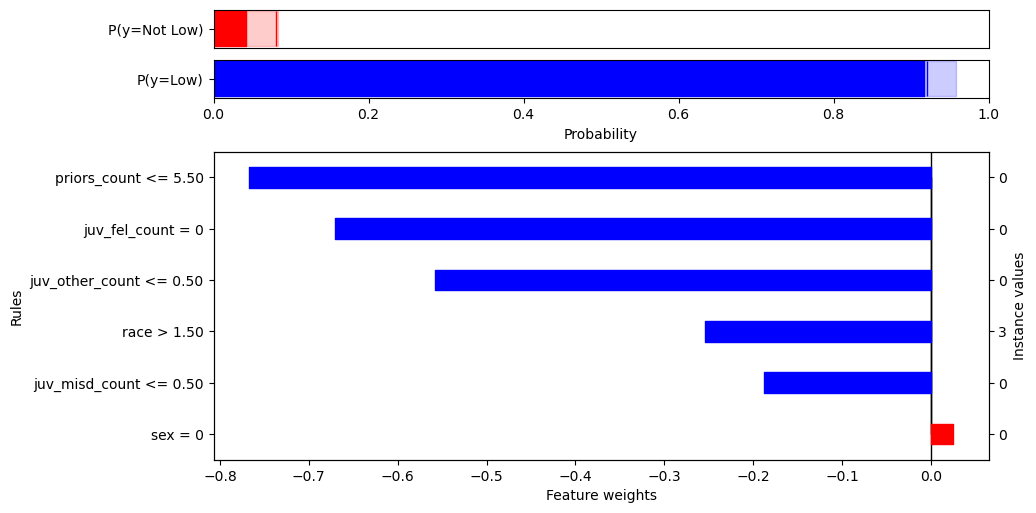 P(y=Not Low)
P(y=Low)
0.0 0.2 0.4 0.6 0.8 1.0
Probability
priors_count <= 5.50 0
juv_fel_count = 0 0
juv_other_count <= 0.50 0
race > 1.50 3
juv_misd_count <= 0.50 0
sex = 0 0
Rules
Instance values
−0.8 −0.7 −0.6 −0.5 −0.4 −0.3 −0.2 −0.1 0.0
Feature weights